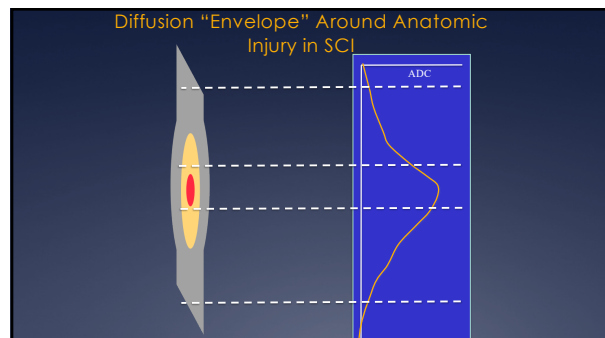 Diffusion “Envelope” Around Anatomic
Injury in SCI
ADC